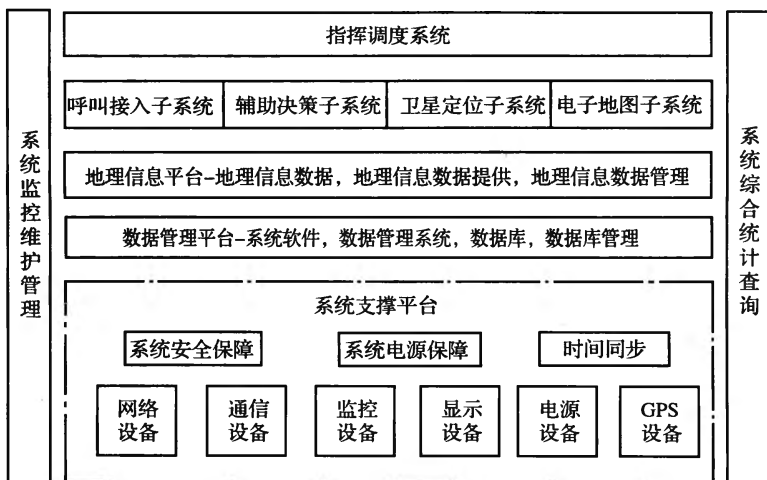 指挥调度系统
呼叫接入子系统 辅助决策子系统 卫星定位子系统 电子地图子系统
系统监控维护管理
系统综合统计查询
地理信息平台-地理信息数据，地理信息数据提供，地理信息数据管理
数据管理平台-系统软件，数据管理系统，数据库，数据库管理
系统支撑平台
系统安全保障 系统电源保障 时间同步
网络设备 通信设备 监控设备 显示设备 电源设备 GPS设备